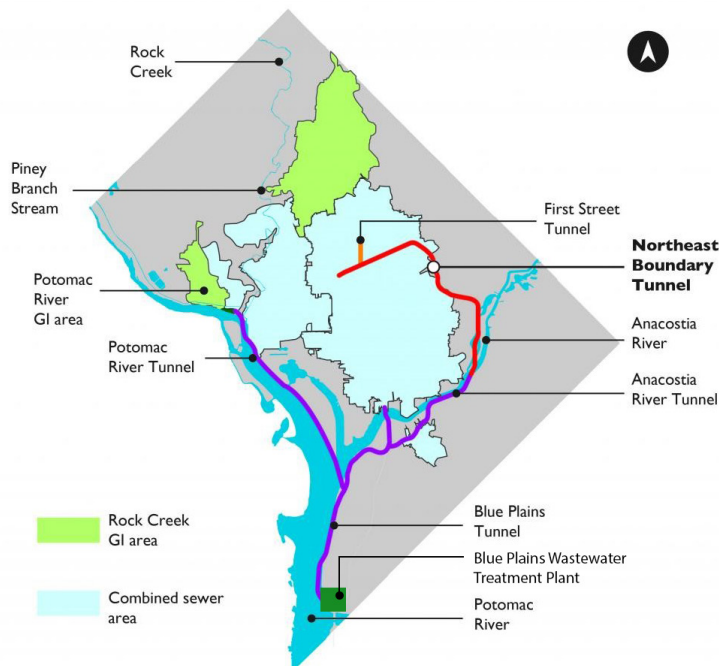 Rock
Creek
Piney
Branch
Stream
First Street
Tunnel
Northeast
Boundary
Tunnel
Potomac
River
GI area
Anacostia
River
Potomac
River Tunnel
Anacostia
River Tunnel
Blue Plains
Tunnel
Rock Creek
GI area
Blue Plains Wastewater
Treatment Plant
Combined sewer
area
Potomac
River